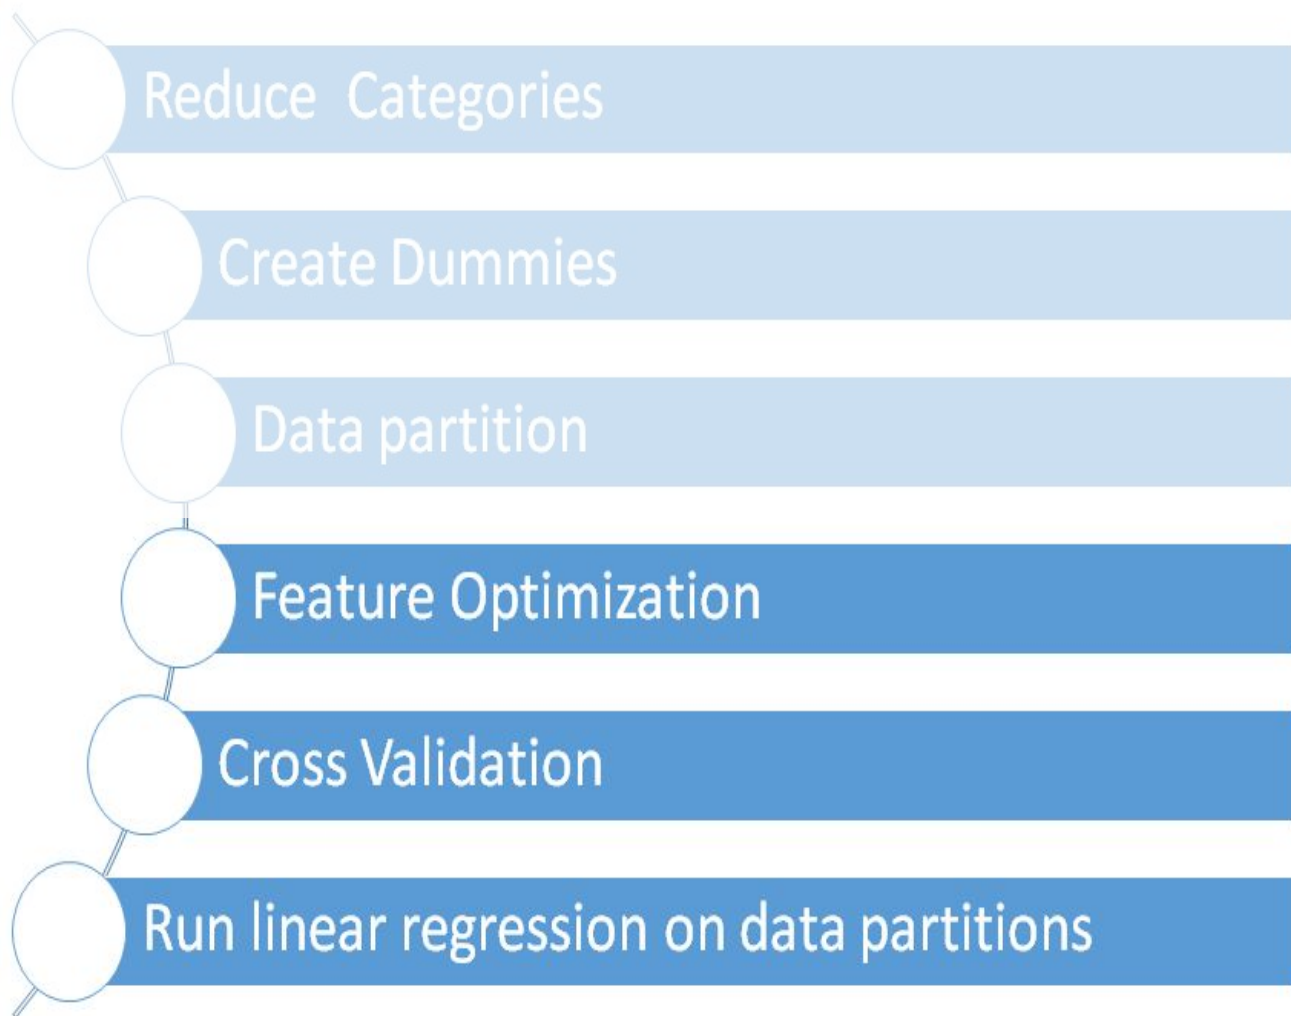 Reduce  Categories
Create Dummies
Data partition
Feature Optimization
Cross Validation
Run linear regression on data partitions